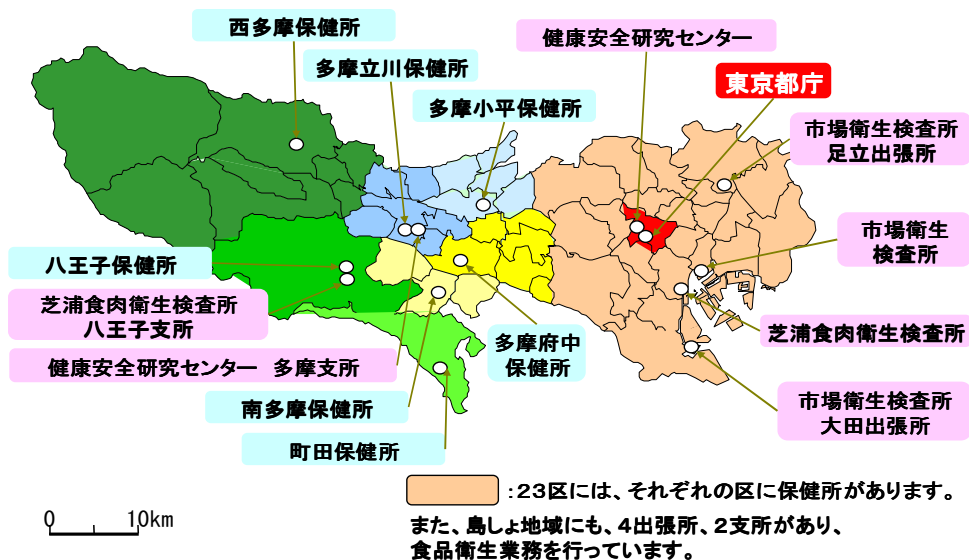 西多摩保健所
健康安全研究センター
多摩立川保健所
東京都庁
多摩小平保健所
市場衛生検査所
足立出張所
市場衛生
検査所
八王子保健所
芝浦食肉衛生検査所
八王子支所
芝浦食肉衛生検査所
多摩府中
保健所
健康安全研究センター 多摩支所
南多摩保健所
市場衛生検査所
大田出張所
町田保健所
:23区には、それぞれの区に保健所があります。
また、島しょ地域にも、4出張所、2支所があり、
食品衛生業務を行っています。
0 10km